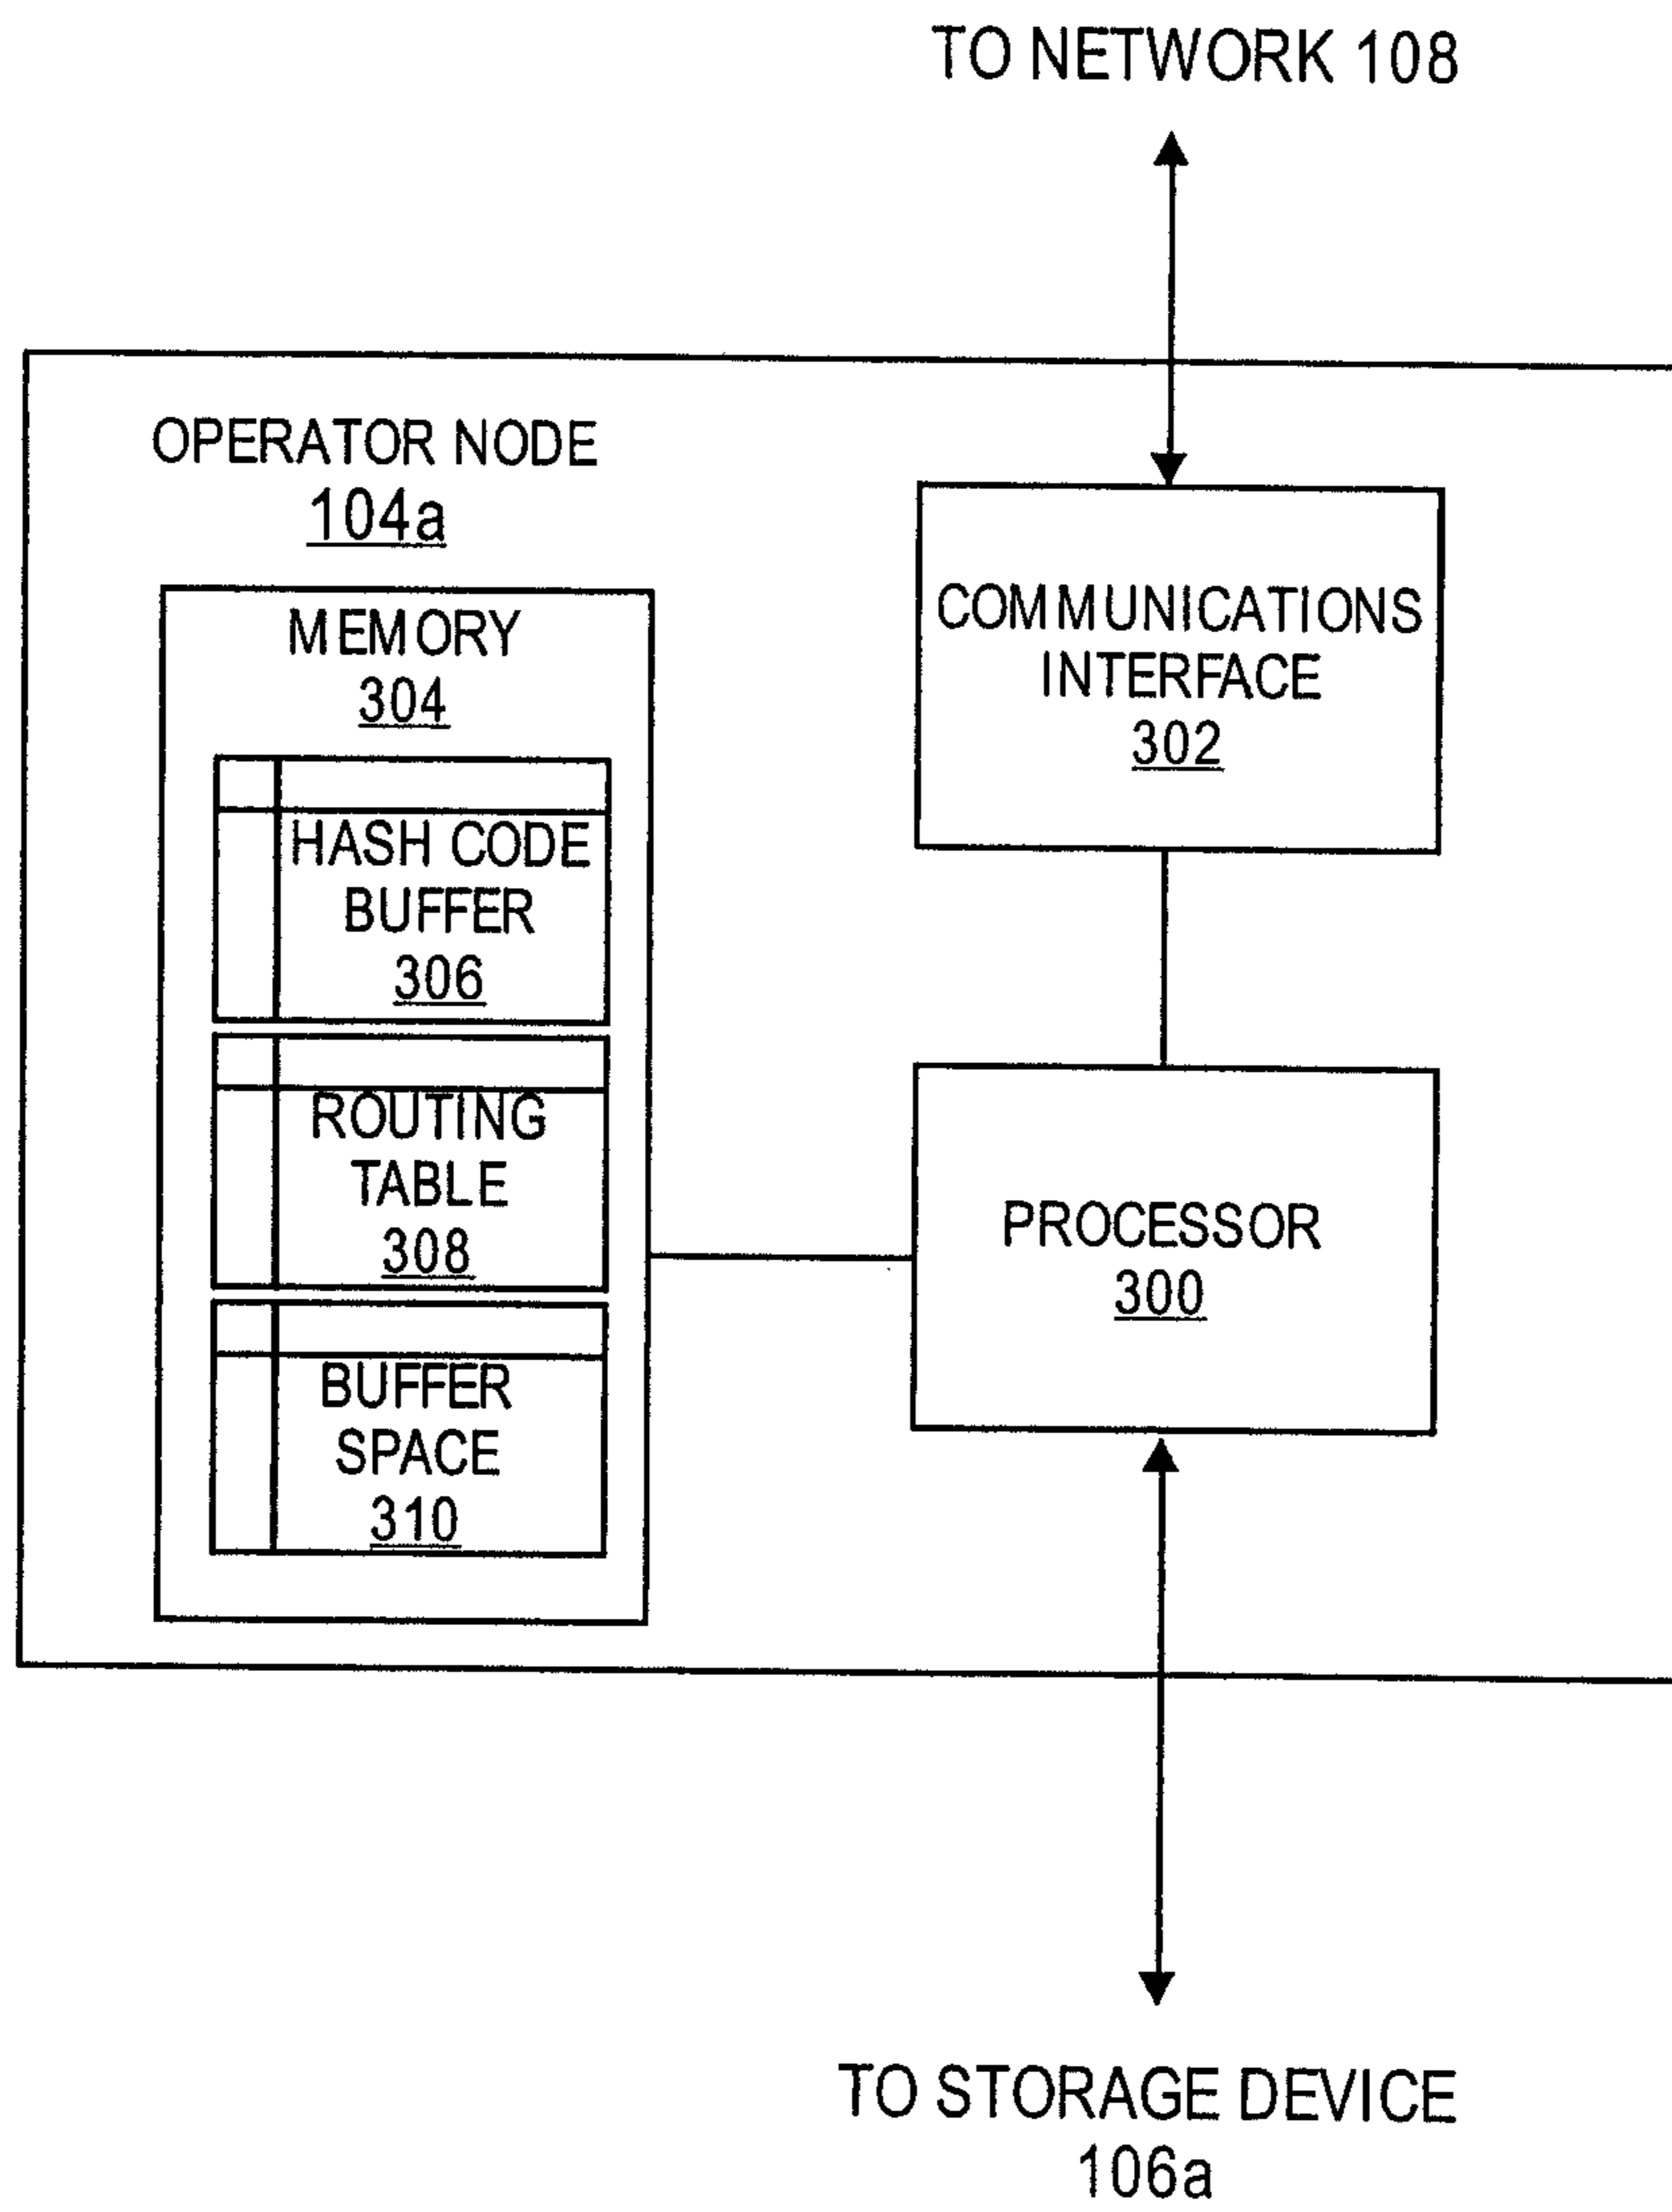 TO NETWORK 108
OPERATOR NODE
104a
MEMORY
304
HASH CODE
BUFFER
306
ROUTING
TABLE
308
BUFFER
SPACE
310
COMMUNICATIONS
INTERFACE
302
PROCESSOR
300
TO STORAGE DEVICE
106a